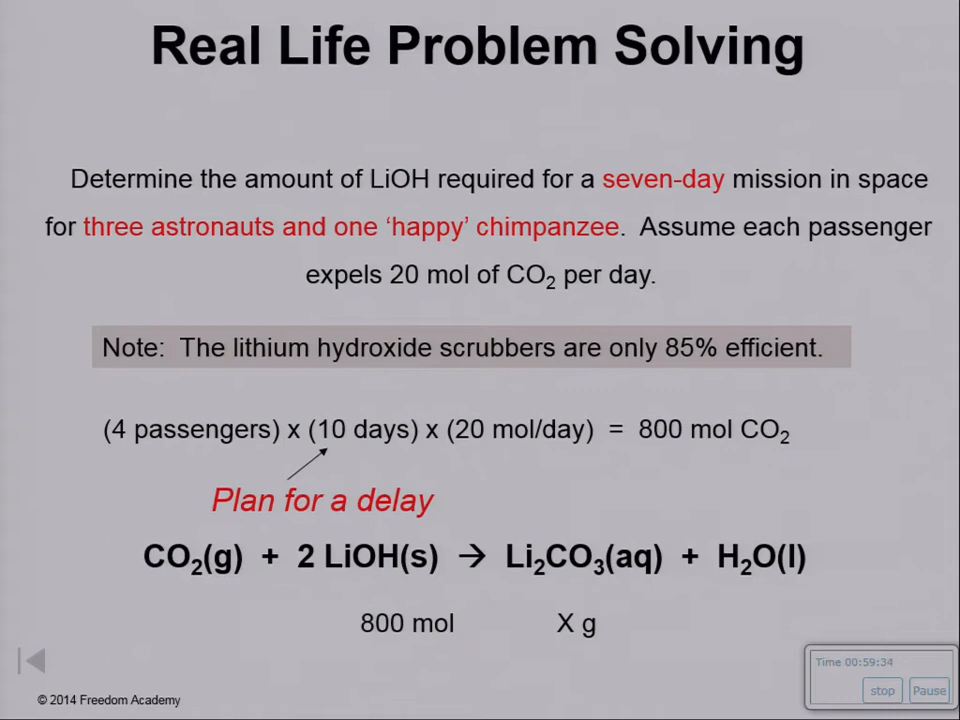 Real Life Problem Solving
Determine the amount of LiOH required for a seven-day mission in space
for three astronauts and one ‘happy’ chimpanzee. Assume each passenger
expels 20 mol of CO₂ per day.
Note: The lithium hydroxide scrubbers are only 85% efficient.
(4 passengers) x (10 days) x (20 mol/day) = 800 mol CO₂
Plan for a delay
CO₂(g) + 2 LiOH(s) → Li₂CO₃(aq) + H₂O(l)
800 mol X g
Time 00:59:34
stop Pause
© 2014 Freedom Academy